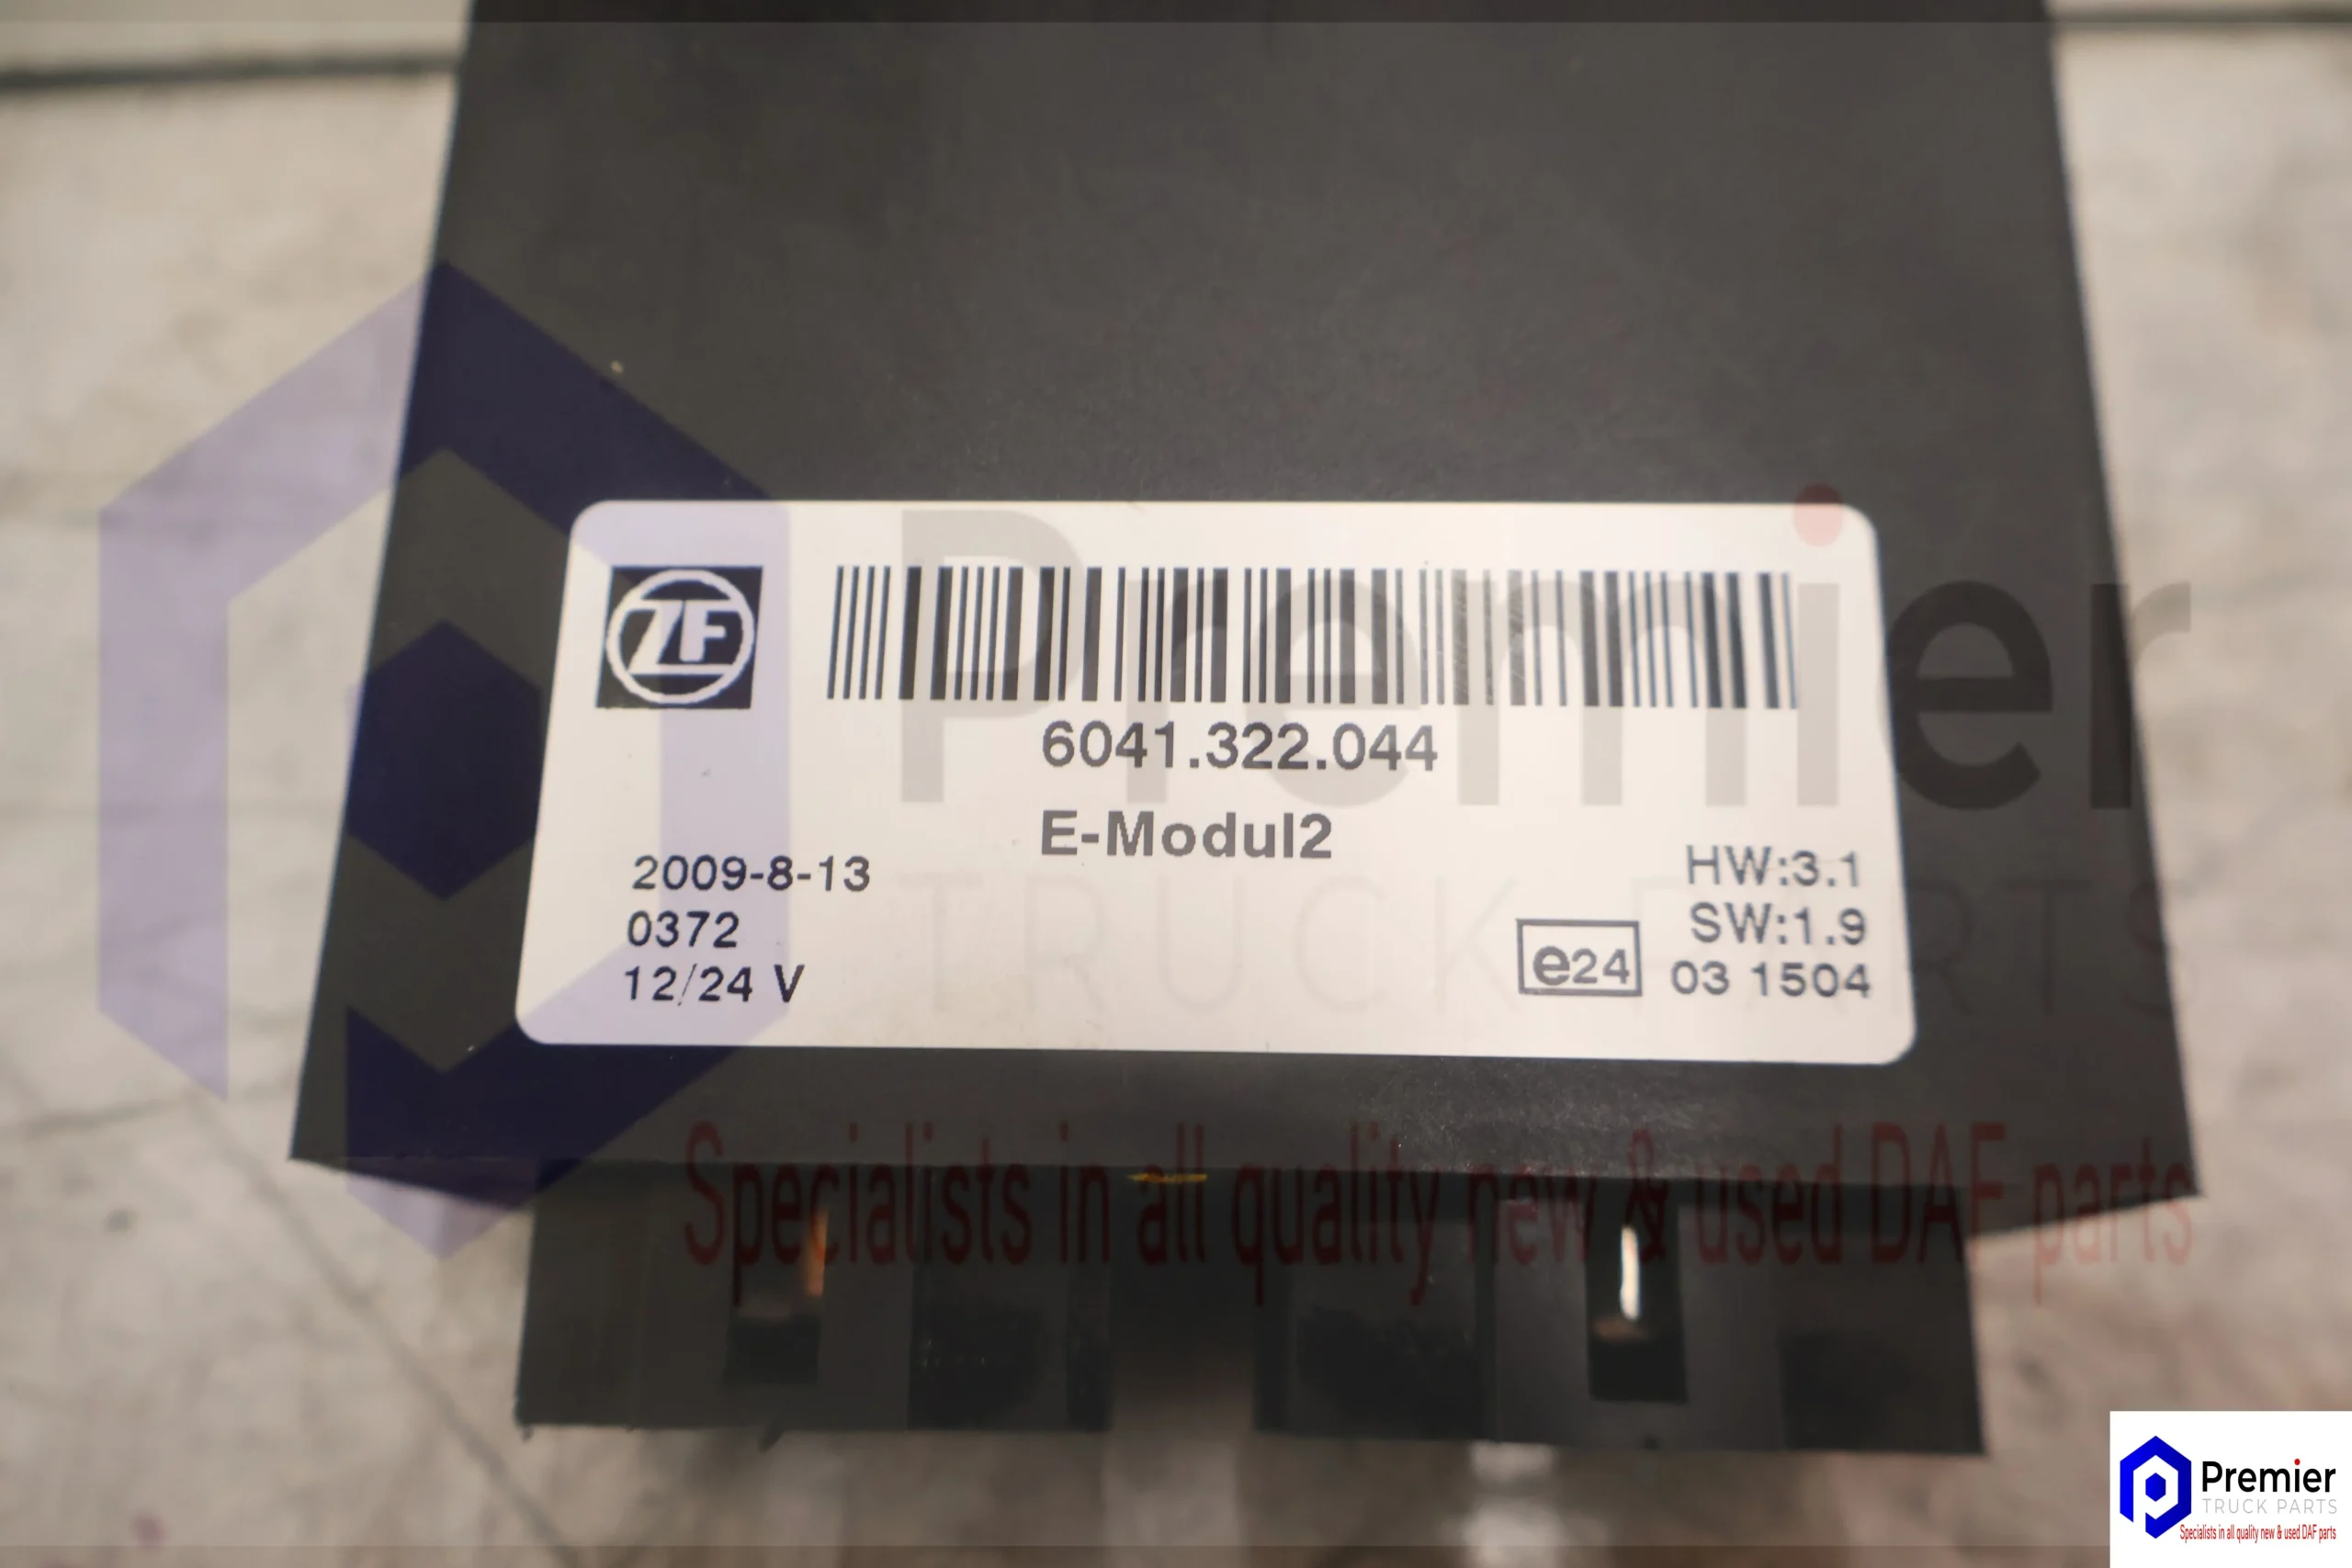 ZF
6041.322.044
E-Modul2
2009-8-13
0372
12/24 V
HW:3.1
SW:1.9
e24 03 1504
Premier
TRUCK PARTS
Specialists in all quality new & used DAF parts
Premier
TRUCK PARTS
Specialists in all quality new & used DAF parts